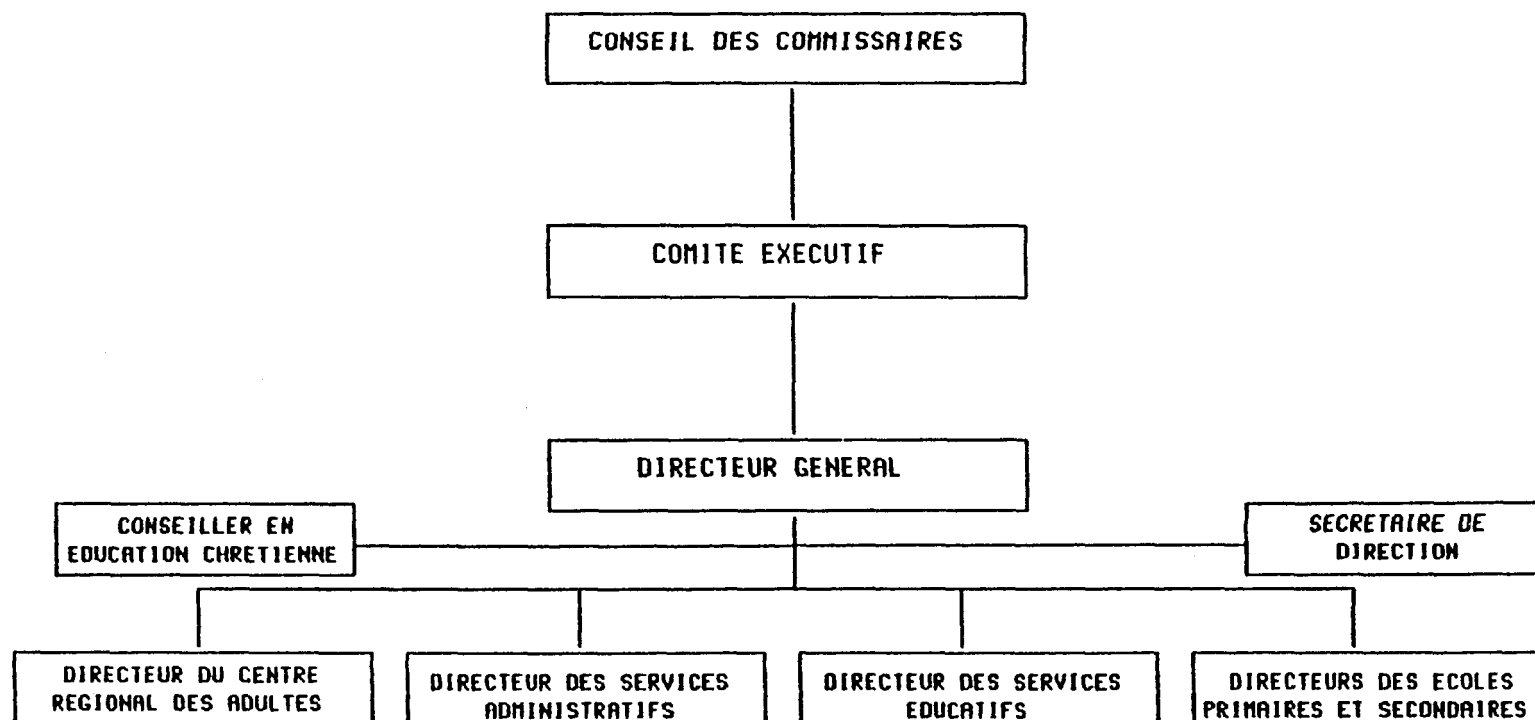 CONSEIL DES COMMISSAIRES
COMITE EXECUTIF
DIRECTEUR GENERAL
CONSEILLER EN
EDUCATION CHRETIENNE
SECRETAIRE DE
DIRECTION
DIRECTEUR DU CENTRE
REGIONAL DES ADULTES
DIRECTEUR DES SERVICES
ADMINISTRATIFS
DIRECTEUR DES SERVICES
EDUCATIFS
DIRECTEURS DES ECOLES
PRIMAIRES ET SECONDAIRES